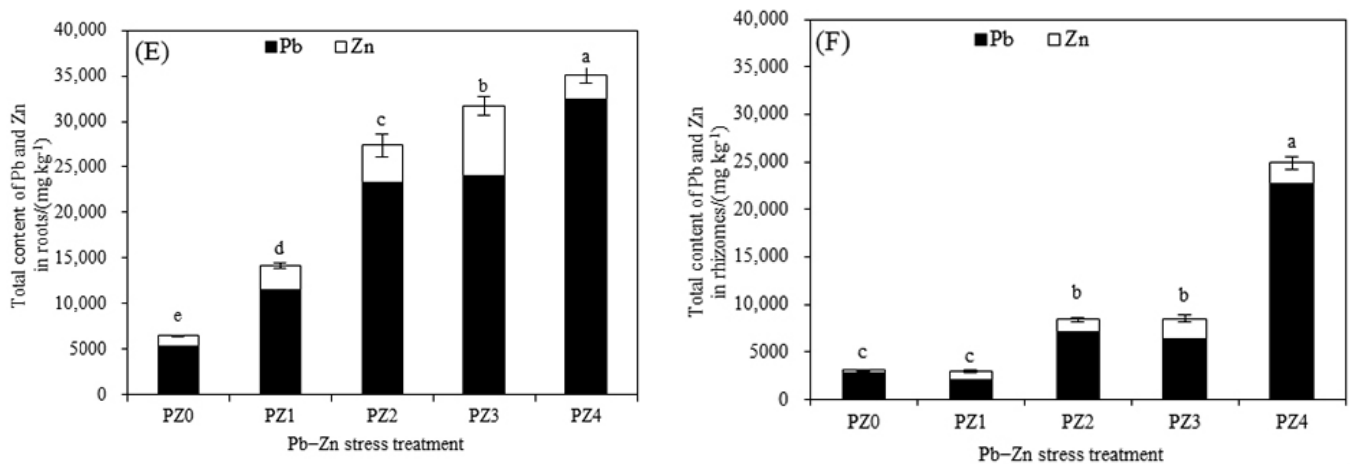 (E)
Pb Zn
Total content of Pb and Zn
in roots/(mg kg⁻¹)
40,000
35,000
30,000
25,000
20,000
15,000
10,000
5000
0
e
d
c
b
a
PZ0 PZ1 PZ2 PZ3 PZ4
Pb–Zn stress treatment
(F)
Pb Zn
Total content of Pb and Zn
in rhizomes/(mg kg⁻¹)
40,000
35,000
30,000
25,000
20,000
15,000
10,000
5000
0
c
c
b
b
a
PZ0 PZ1 PZ2 PZ3 PZ4
Pb–Zn stress treatment